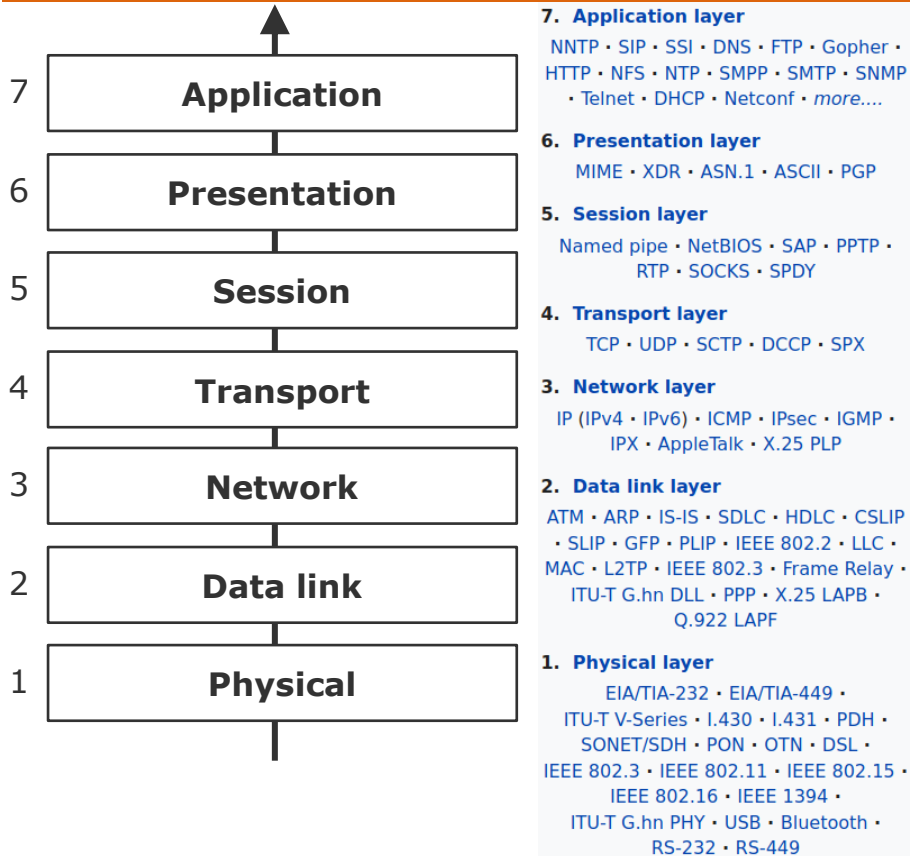 7
Application
6
Presentation
5
Session
4
Transport
3
Network
2
Data link
1
Physical
7. Application layer
NNTP · SIP · SSI · DNS · FTP · Gopher ·
HTTP · NFS · NTP · SMPP · SMTP · SNMP
· Telnet · DHCP · Netconf · more....
6. Presentation layer
MIME · XDR · ASN.1 · ASCII · PGP
5. Session layer
Named pipe · NetBIOS · SAP · PPTP ·
RTP · SOCKS · SPDY
4. Transport layer
TCP · UDP · SCTP · DCCP · SPX
3. Network layer
IP (IPv4 · IPv6) · ICMP · IPsec · IGMP ·
IPX · AppleTalk · X.25 PLP
2. Data link layer
ATM · ARP · IS-IS · SDLC · HDLC · CSLIP
· SLIP · GFP · PLIP · IEEE 802.2 · LLC ·
MAC · L2TP · IEEE 802.3 · Frame Relay ·
ITU-T G.hn DLL · PPP · X.25 LAPB ·
Q.922 LAPF
1. Physical layer
EIA/TIA-232 · EIA/TIA-449 ·
ITU-T V-Series · I.430 · I.431 · PDH ·
SONET/SDH · PON · OTN · DSL ·
IEEE 802.3 · IEEE 802.11 · IEEE 802.15 ·
IEEE 802.16 · IEEE 1394 ·
ITU-T G.hn PHY · USB · Bluetooth ·
RS-232 · RS-449